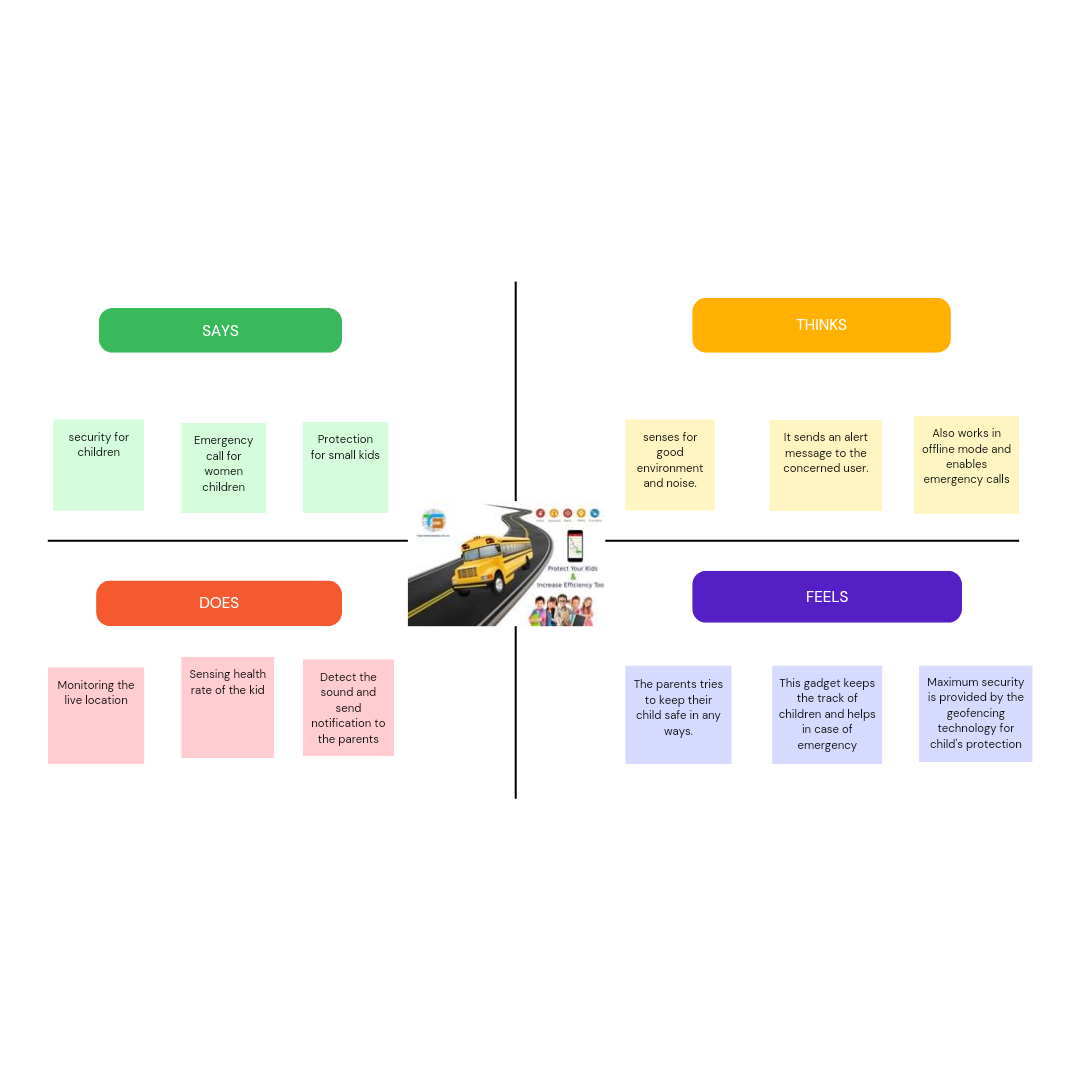 SAYS
THINKS
security for
children
Emergency
call for
women
children
Protection
for small kids
senses for
good
environment
and noise.
It sends an alert
message to the
concerned user.
Also works in
offline mode and
enables
emergency calls
Protect Your Kids
&
Increase Efficiency Too
DOES
FEELS
Monitoring the
live location
Sensing health
rate of the kid
Detect the
sound and
send
notification to
the parents
The parents tries
to keep their
child safe in any
ways.
This gadget keeps
the track of
children and helps
in case of
emergency
Maximum security
is provided by the
geofencing
technology for
child's protection